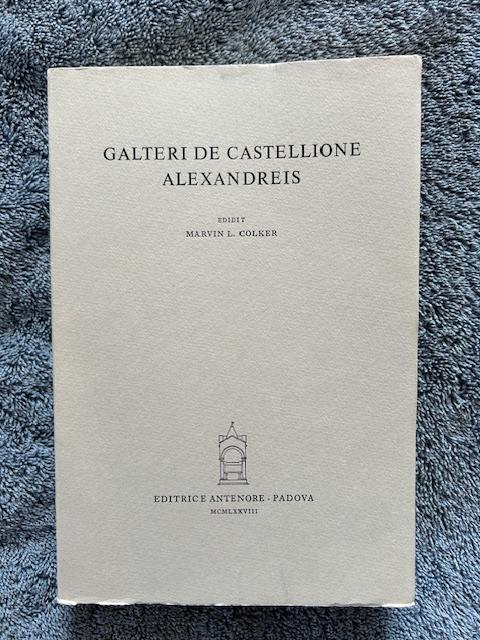 GALTERI DE CASTELLIONE
ALEXANDREIS
EDIDIT
MARVIN L. COLKER
EDITRICE ANTENORE · PADOVA
MCMLXXVIII